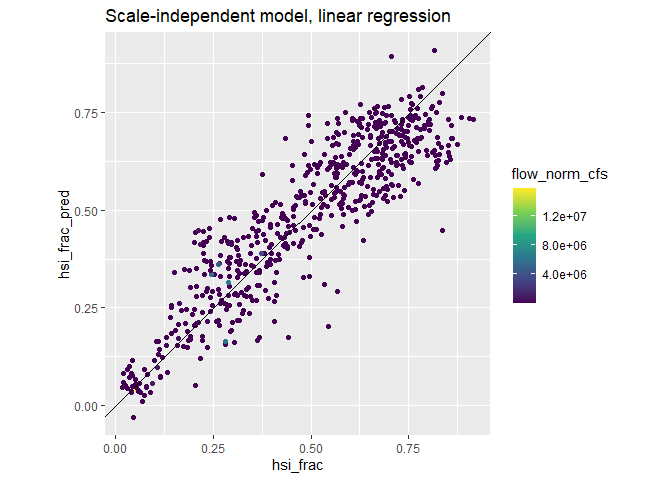 Scale-independent model, linear regression
hsi_frac_pred
0.75
0.50
0.25
0.00
0.00 0.25 0.50 0.75
hsi_frac
flow_norm_cfs
1.2e+07
8.0e+06
4.0e+06